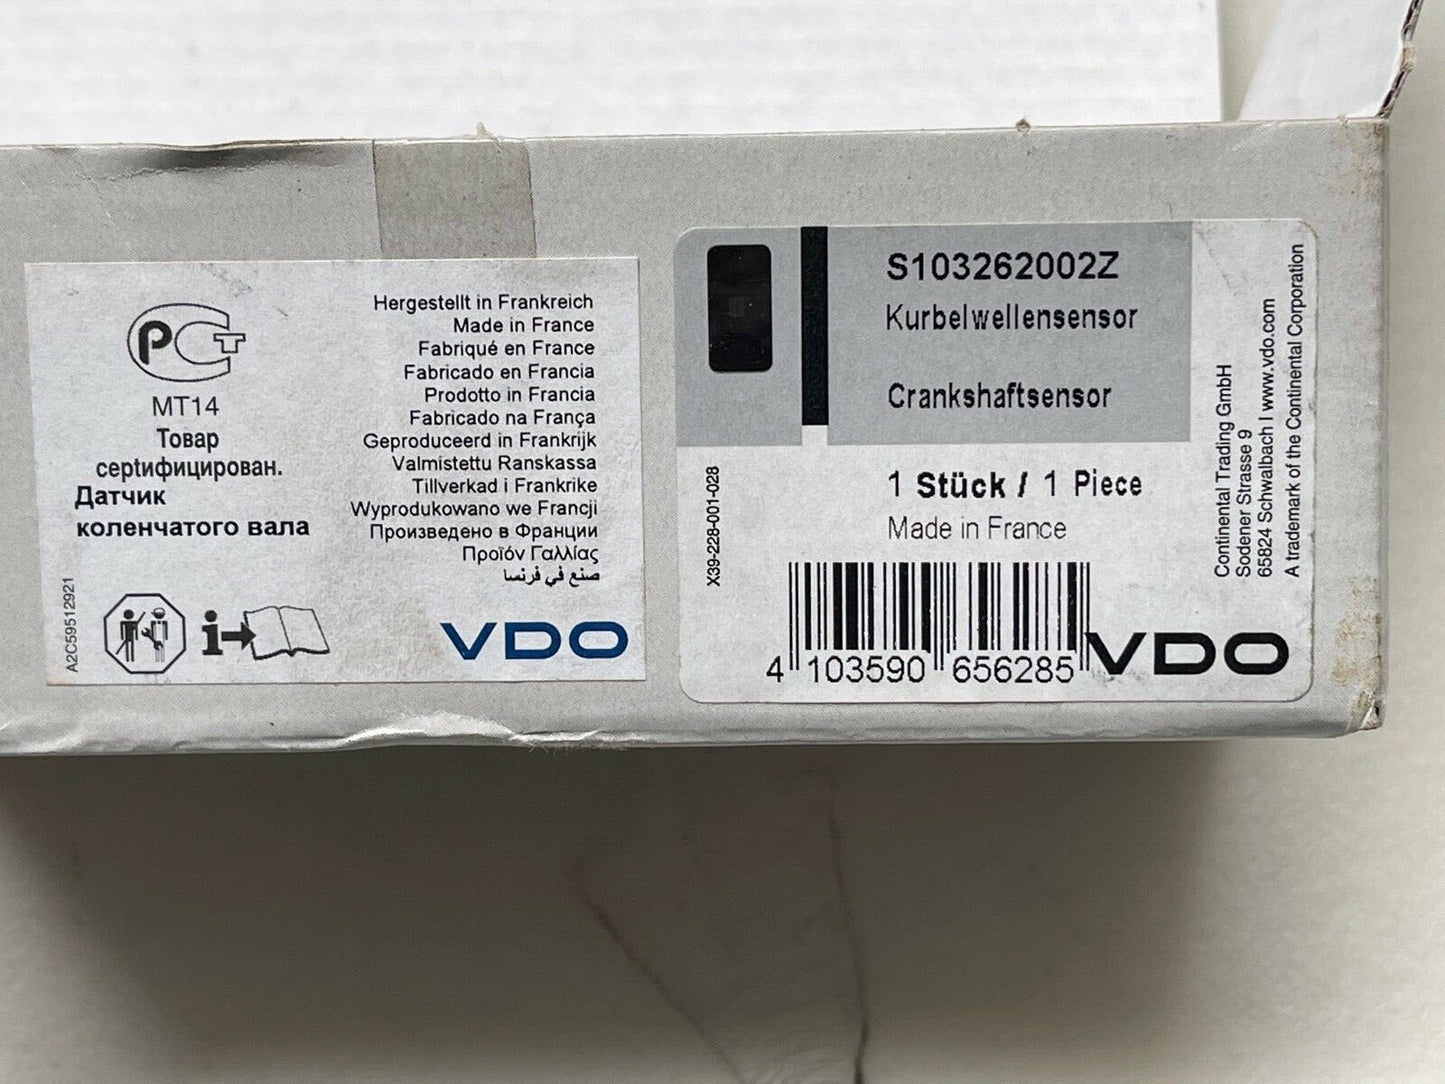 PCT
MT14
Товар
сертифицирован.
Датчик
коленчатого вала
A2C59512921
Hergestellt in Frankreich
Made in France
Fabriqué en France
Fabricado en Francia
Prodotto in Francia
Fabricado na França
Geproduceerd in Frankrijk
Valmistettu Ranskassa
Tillverkad i Frankrike
Wyprodukowano we Francji
Произведено в Франции
Προϊόν Γαλλίας
صنع في فرنسا
VDO
S103262002Z
Kurbelwellensensor
Crankshaftsensor
1 Stück / 1 Piece
Made in France
X39-228-001-028
4 103590 656285
VDO
Continental Trading GmbH
Sodener Strasse 9
65824 Schwalbach I www.vdo.com
A trademark of the Continental Corporation